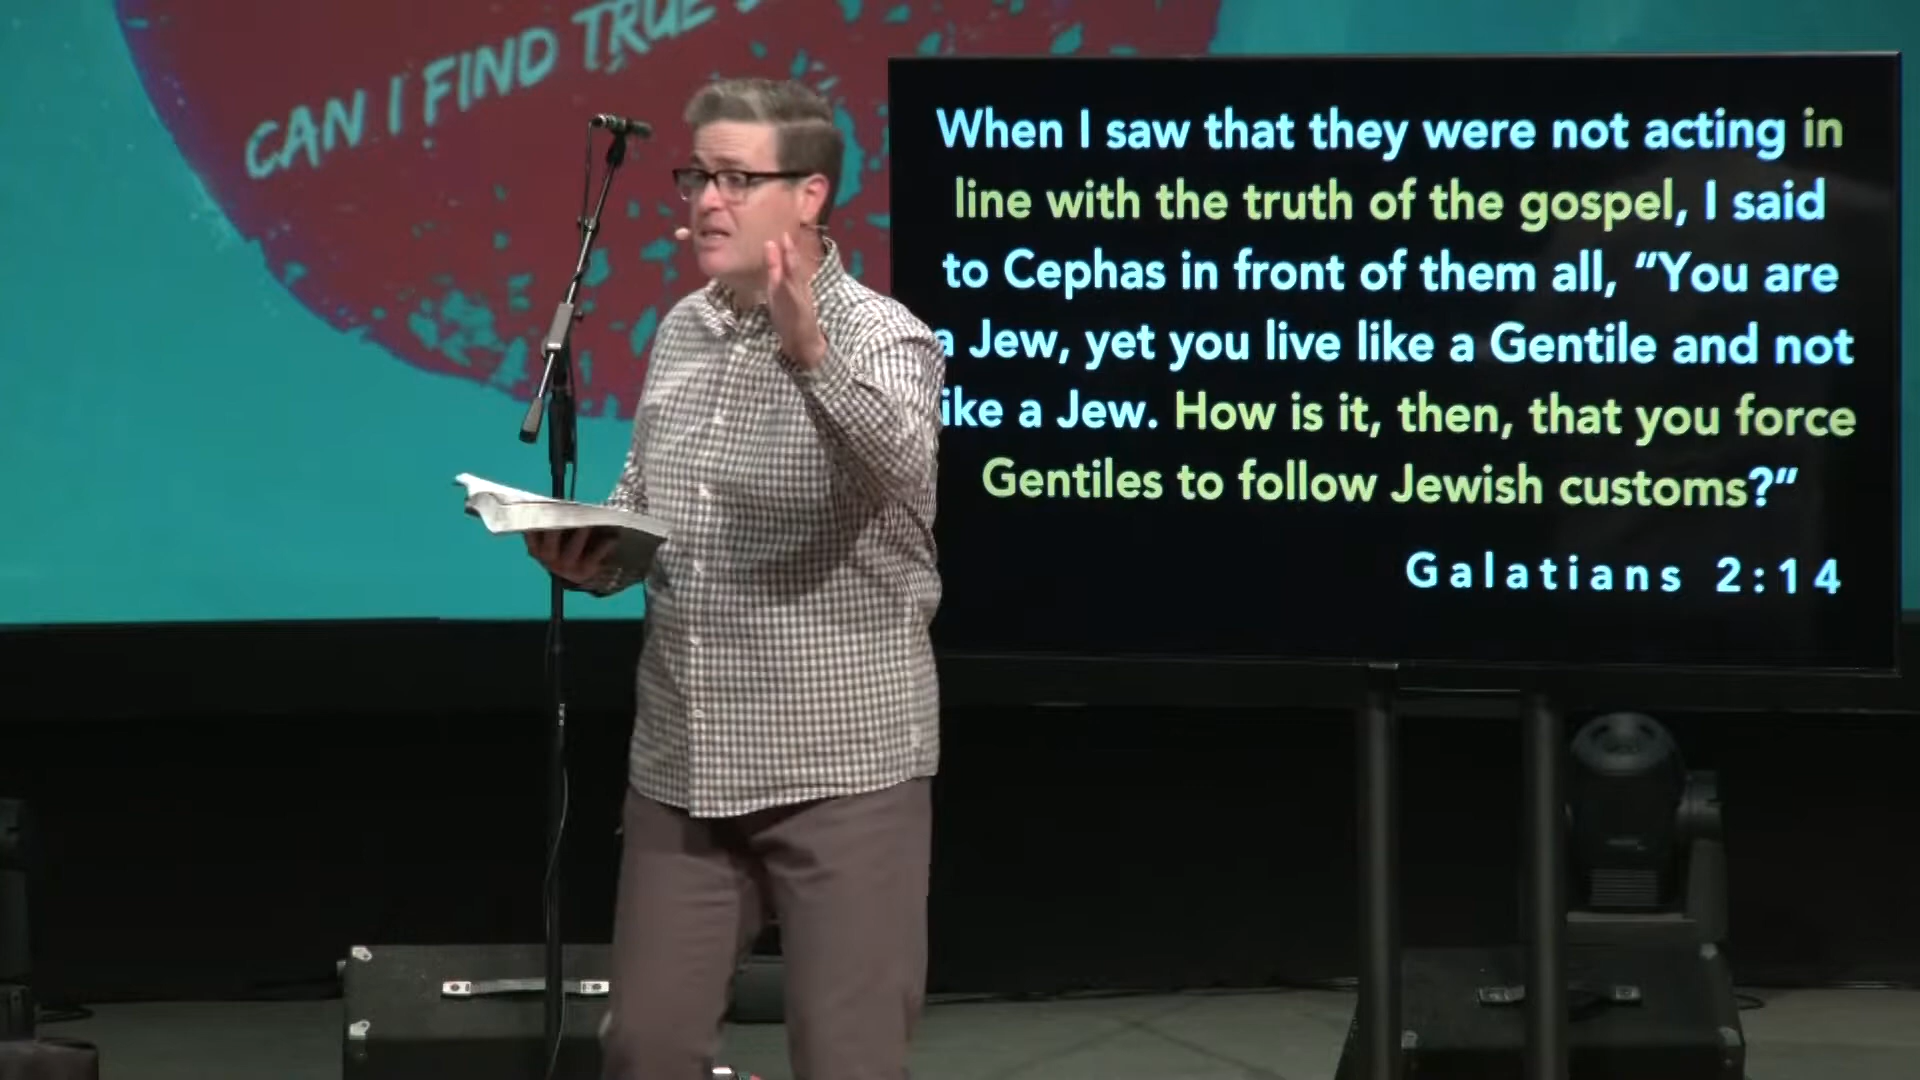 CAN I FIND TRUE
When I saw that they were not acting in
line with the truth of the gospel, I said
to Cephas in front of them all, “You are
a Jew, yet you live like a Gentile and not
ike a Jew. How is it, then, that you force
Gentiles to follow Jewish customs?”
Galatians 2:14